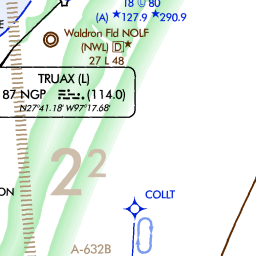 18 Ⓛ 80
(A) ★127.9 ★290.9
Waldron Fld NOLF
(NWL) D★
27 L 48
TRUAX (L)
87 NGP (114.0)
N27°41.18' W97°17.68'
2²
ON
COLLT
A-632B